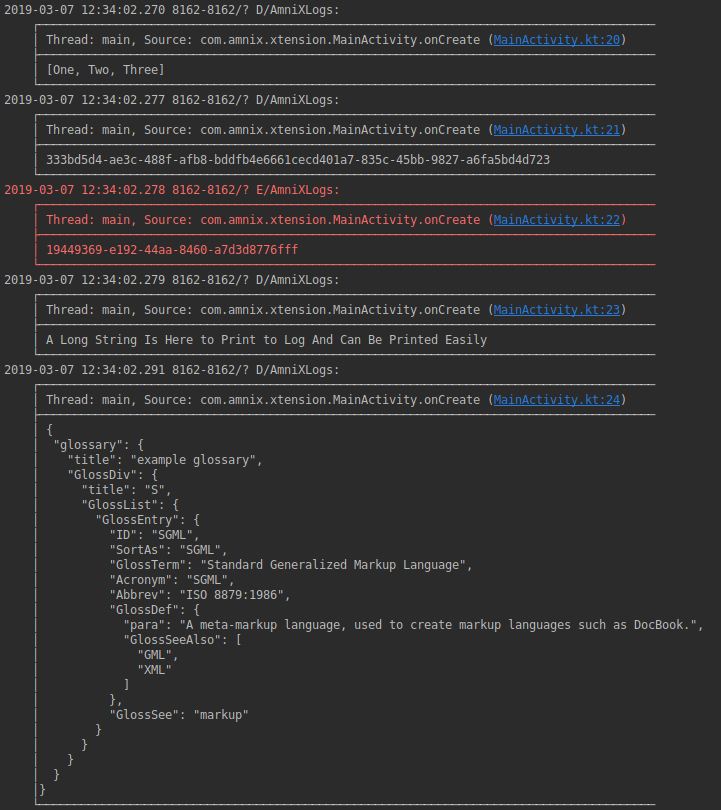 2019-03-07 12:34:02.270 8162-8162/? D/AmniXLogs:
Thread: main, Source: com.amnix.xtension.MainActivity.onCreate (MainActivity.kt:20)
[One, Two, Three]
2019-03-07 12:34:02.277 8162-8162/? D/AmniXLogs:
Thread: main, Source: com.amnix.xtension.MainActivity.onCreate (MainActivity.kt:21)
333bd5d4-ae3c-488f-afb8-bddfb4e6661cecd401a7-835c-45bb-9827-a6fa5bd4d723
2019-03-07 12:34:02.278 8162-8162/? E/AmniXLogs:
Thread: main, Source: com.amnix.xtension.MainActivity.onCreate (MainActivity.kt:22)
19449369-e192-44aa-8460-a7d3d8776fff
2019-03-07 12:34:02.279 8162-8162/? D/AmniXLogs:
Thread: main, Source: com.amnix.xtension.MainActivity.onCreate (MainActivity.kt:23)
A Long String Is Here to Print to Log And Can Be Printed Easily
2019-03-07 12:34:02.291 8162-8162/? D/AmniXLogs:
Thread: main, Source: com.amnix.xtension.MainActivity.onCreate (MainActivity.kt:24)
{
"glossary": {
"title": "example glossary",
"GlossDiv": {
"title": "S",
"GlossList": {
"GlossEntry": {
"ID": "SGML",
"SortAs": "SGML",
"GlossTerm": "Standard Generalized Markup Language",
"Acronym": "SGML",
"Abbrev": "ISO 8879:1986",
"GlossDef": {
"para": "A meta-markup language, used to create markup languages such as DocBook.",
"GlossSeeAlso": [
"GML",
"XML"
]
},
"GlossSee": "markup"
}
}
}
}
}